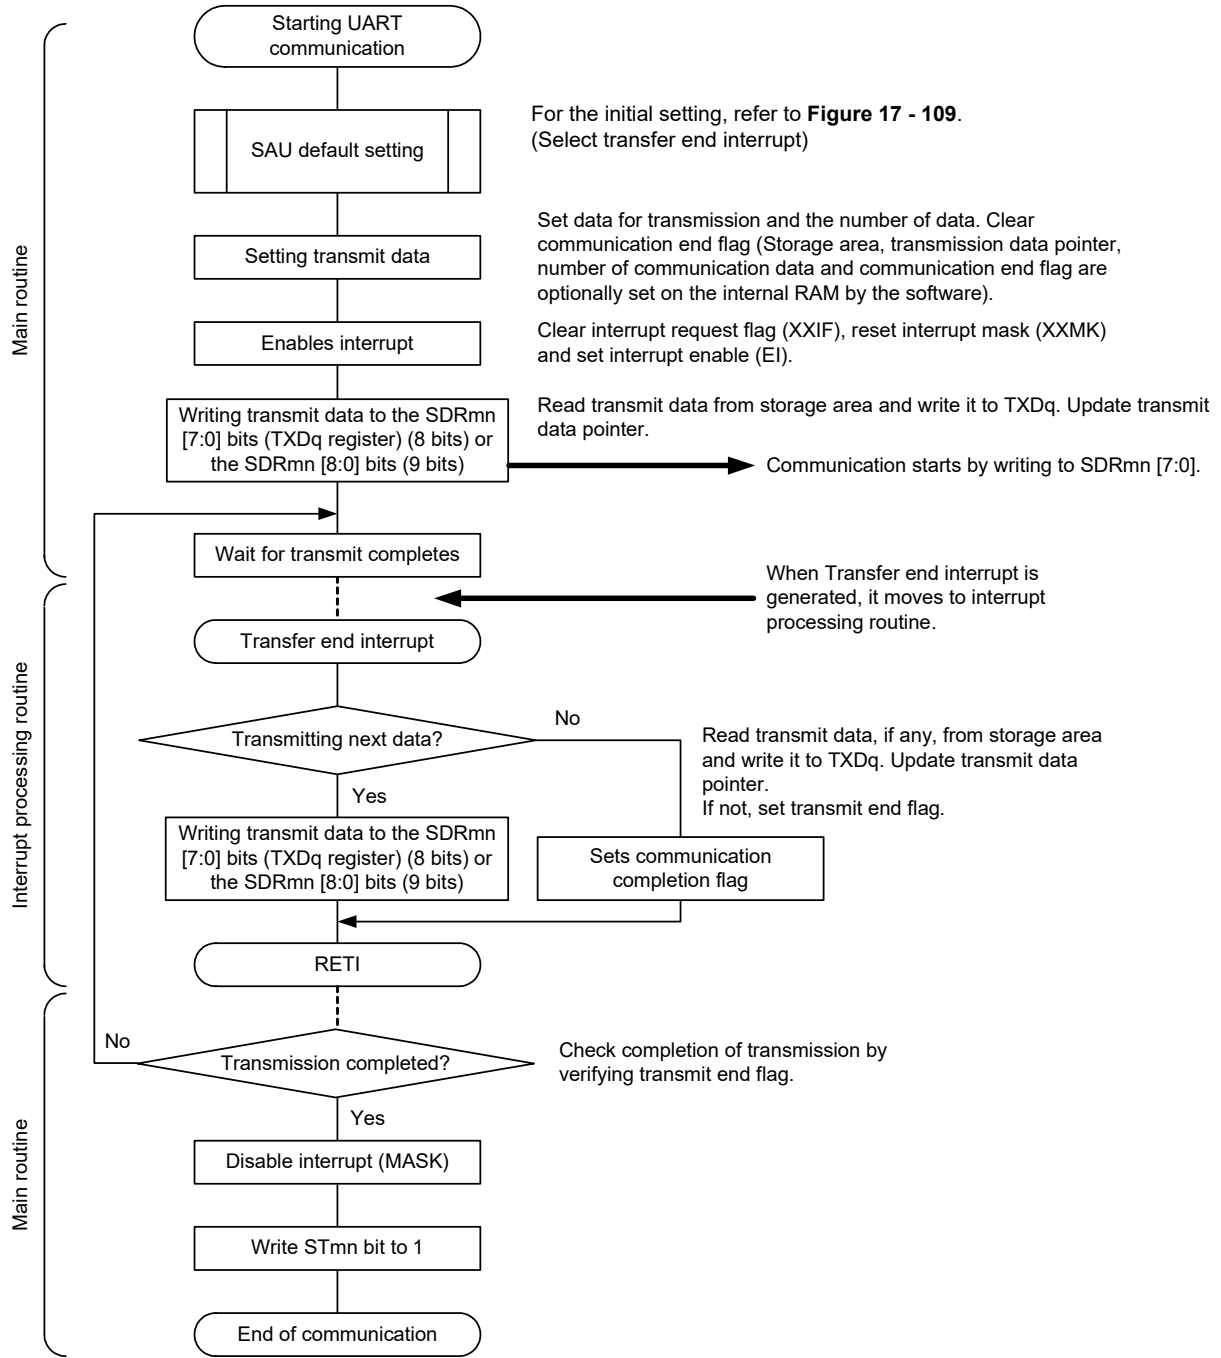 Starting UART
communication
SAU default setting
For the initial setting, refer to Figure 17 - 109.
(Select transfer end interrupt)
Main routine
Setting transmit data
Set data for transmission and the number of data. Clear
communication end flag (Storage area, transmission data pointer,
number of communication data and communication end flag are
optionally set on the internal RAM by the software).
Enables interrupt
Clear interrupt request flag (XXIF), reset interrupt mask (XXMK)
and set interrupt enable (EI).
Writing transmit data to the SDRmn
[7:0] bits (TXDq register) (8 bits) or
the SDRmn [8:0] bits (9 bits)
Read transmit data from storage area and write it to TXDq. Update transmit
data pointer.
Communication starts by writing to SDRmn [7:0].
Wait for transmit completes
When Transfer end interrupt is
generated, it moves to interrupt
processing routine.
Transfer end interrupt
Interrupt processing routine
Transmitting next data?
No
Yes
Read transmit data, if any, from storage area
and write it to TXDq. Update transmit data
pointer.
If not, set transmit end flag.
Writing transmit data to the SDRmn
[7:0] bits (TXDq register) (8 bits) or
the SDRmn [8:0] bits (9 bits)
Sets communication
completion flag
RETI
Main routine
No
Transmission completed?
Check completion of transmission by
verifying transmit end flag.
Yes
Disable interrupt (MASK)
Write STmn bit to 1
End of communication